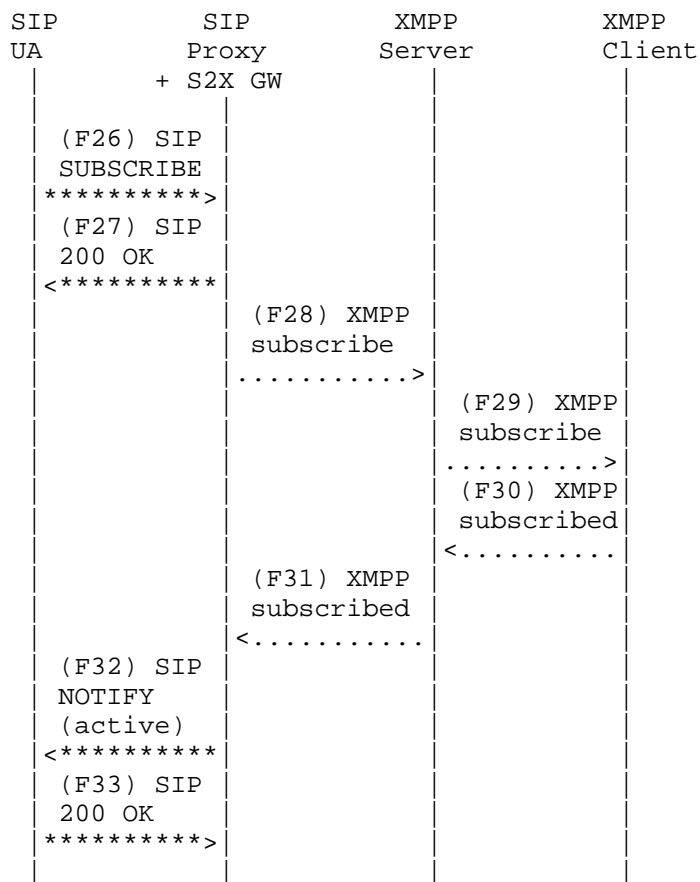 SIP SIP XMPP XMPP
UA Proxy Server Client
+ S2X GW
(F26) SIP
SUBSCRIBE
**********>
(F27) SIP
200 OK
<**********
(F28) XMPP
subscribe
...........>
(F29) XMPP
subscribe
..........>
(F30) XMPP
subscribed
<..........
(F31) XMPP
subscribed
<...........
(F32) SIP
NOTIFY
(active)
<**********
(F33) SIP
200 OK
**********>